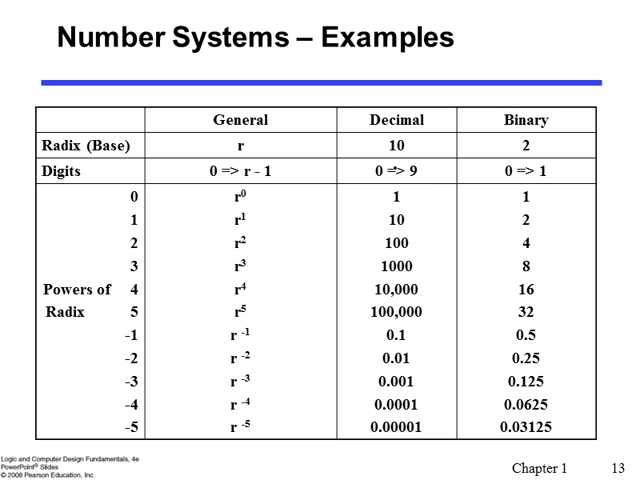 Number Systems – Examples
General Decimal Binary
Radix (Base) r 10 2
Digits 0 => r - 1 0 => 9 0 => 1
0 r⁰ 1 1
1 r¹ 10 2
2 r² 100 4
3 r³ 1000 8
Powers of 4 r⁴ 10,000 16
Radix 5 r⁵ 100,000 32
-1 r ⁻¹ 0.1 0.5
-2 r ⁻² 0.01 0.25
-3 r ⁻³ 0.001 0.125
-4 r ⁻⁴ 0.0001 0.0625
-5 r ⁻⁵ 0.00001 0.03125
Logic and Computer Design Fundamentals, 4e
PowerPoint® Slides
© 2008 Pearson Education, Inc.
Chapter 1 13